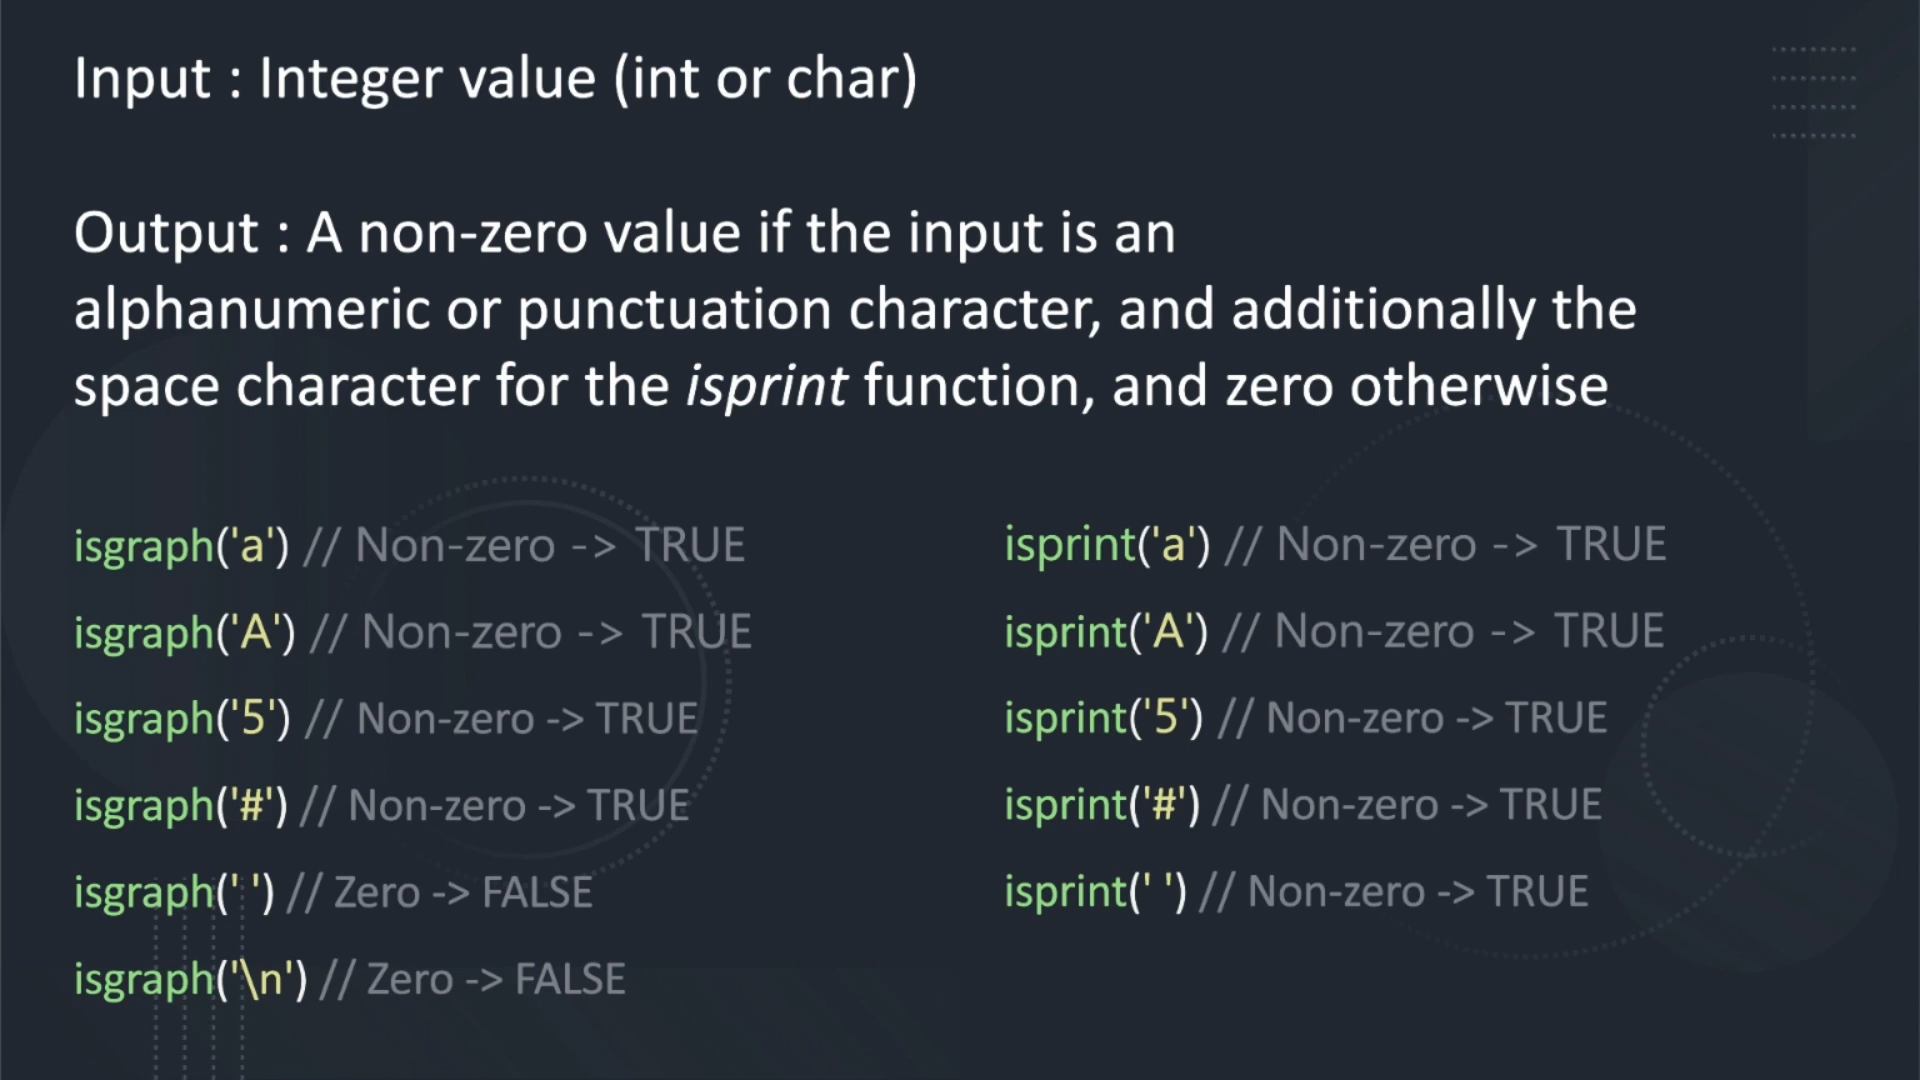 Input : Integer value (int or char)
Output : A non-zero value if the input is an
alphanumeric or punctuation character, and additionally the
space character for the isprint function, and zero otherwise
isgraph('a') // Non-zero -> TRUE
isgraph('A') // Non-zero -> TRUE
isgraph('5') // Non-zero -> TRUE
isgraph('#') // Non-zero -> TRUE
isgraph(' ') // Zero -> FALSE
isgraph('\n') // Zero -> FALSE
isprint('a') // Non-zero -> TRUE
isprint('A') // Non-zero -> TRUE
isprint('5') // Non-zero -> TRUE
isprint('#') // Non-zero -> TRUE
isprint(' ') // Non-zero -> TRUE